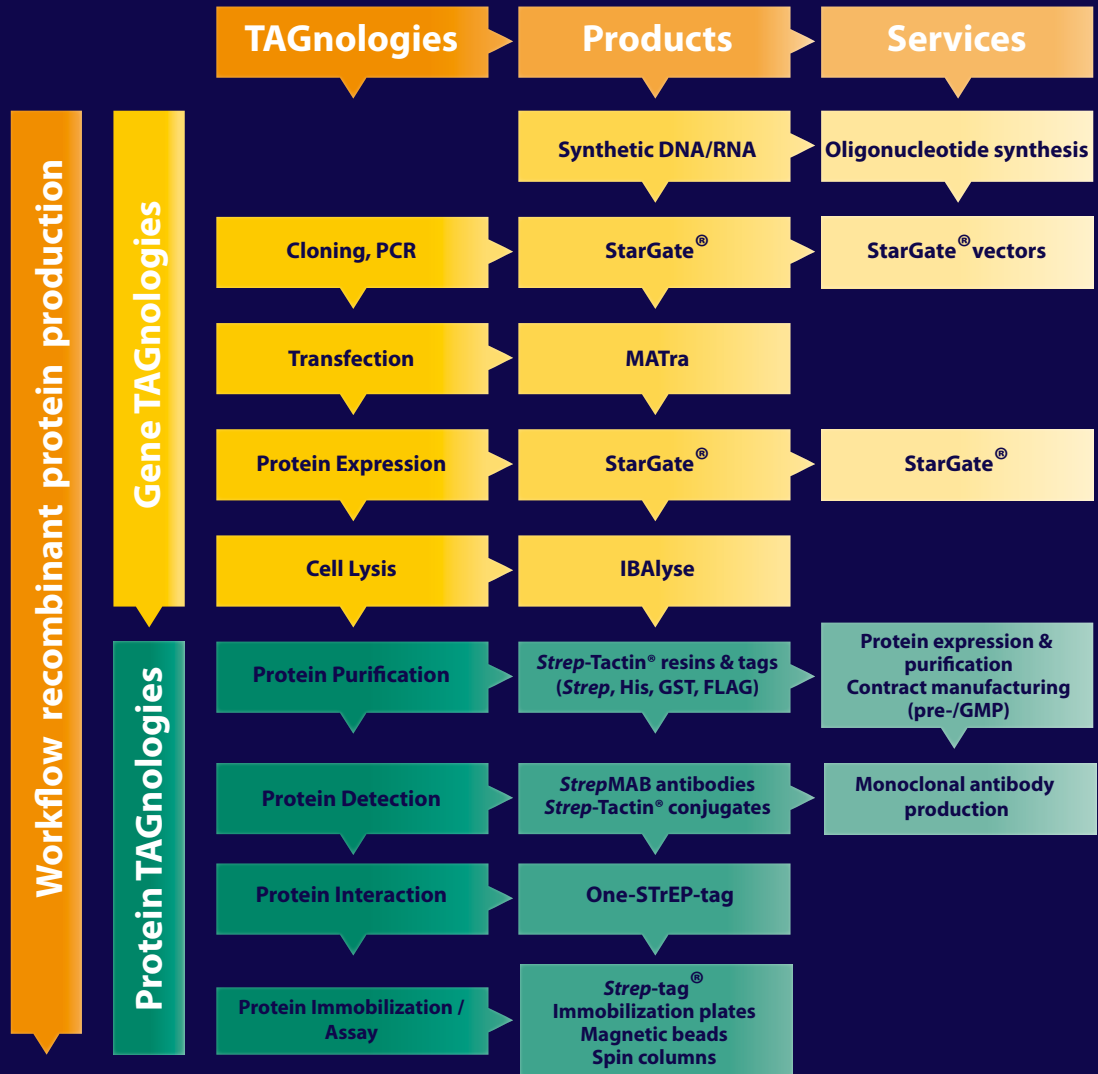 TAGnologies
Products
Services
Workflow recombinant protein production
Gene TAGnologies
Synthetic DNA/RNA
Oligonucleotide synthesis
Cloning, PCR
StarGate®
StarGate® vectors
Transfection
MATra
Protein Expression
StarGate®
StarGate®
Cell Lysis
IBAlyse
Protein TAGnologies
Protein Purification
Strep-Tactin® resins & tags
(Strep, His, GST, FLAG)
Protein expression &
purification
Contract manufacturing
(pre-/GMP)
Protein Detection
StrepMAB antibodies
Strep-Tactin® conjugates
Monoclonal antibody
production
Protein Interaction
One-STrEP-tag
Protein Immobilization /
Assay
Strep-tag®
Immobilization plates
Magnetic beads
Spin columns